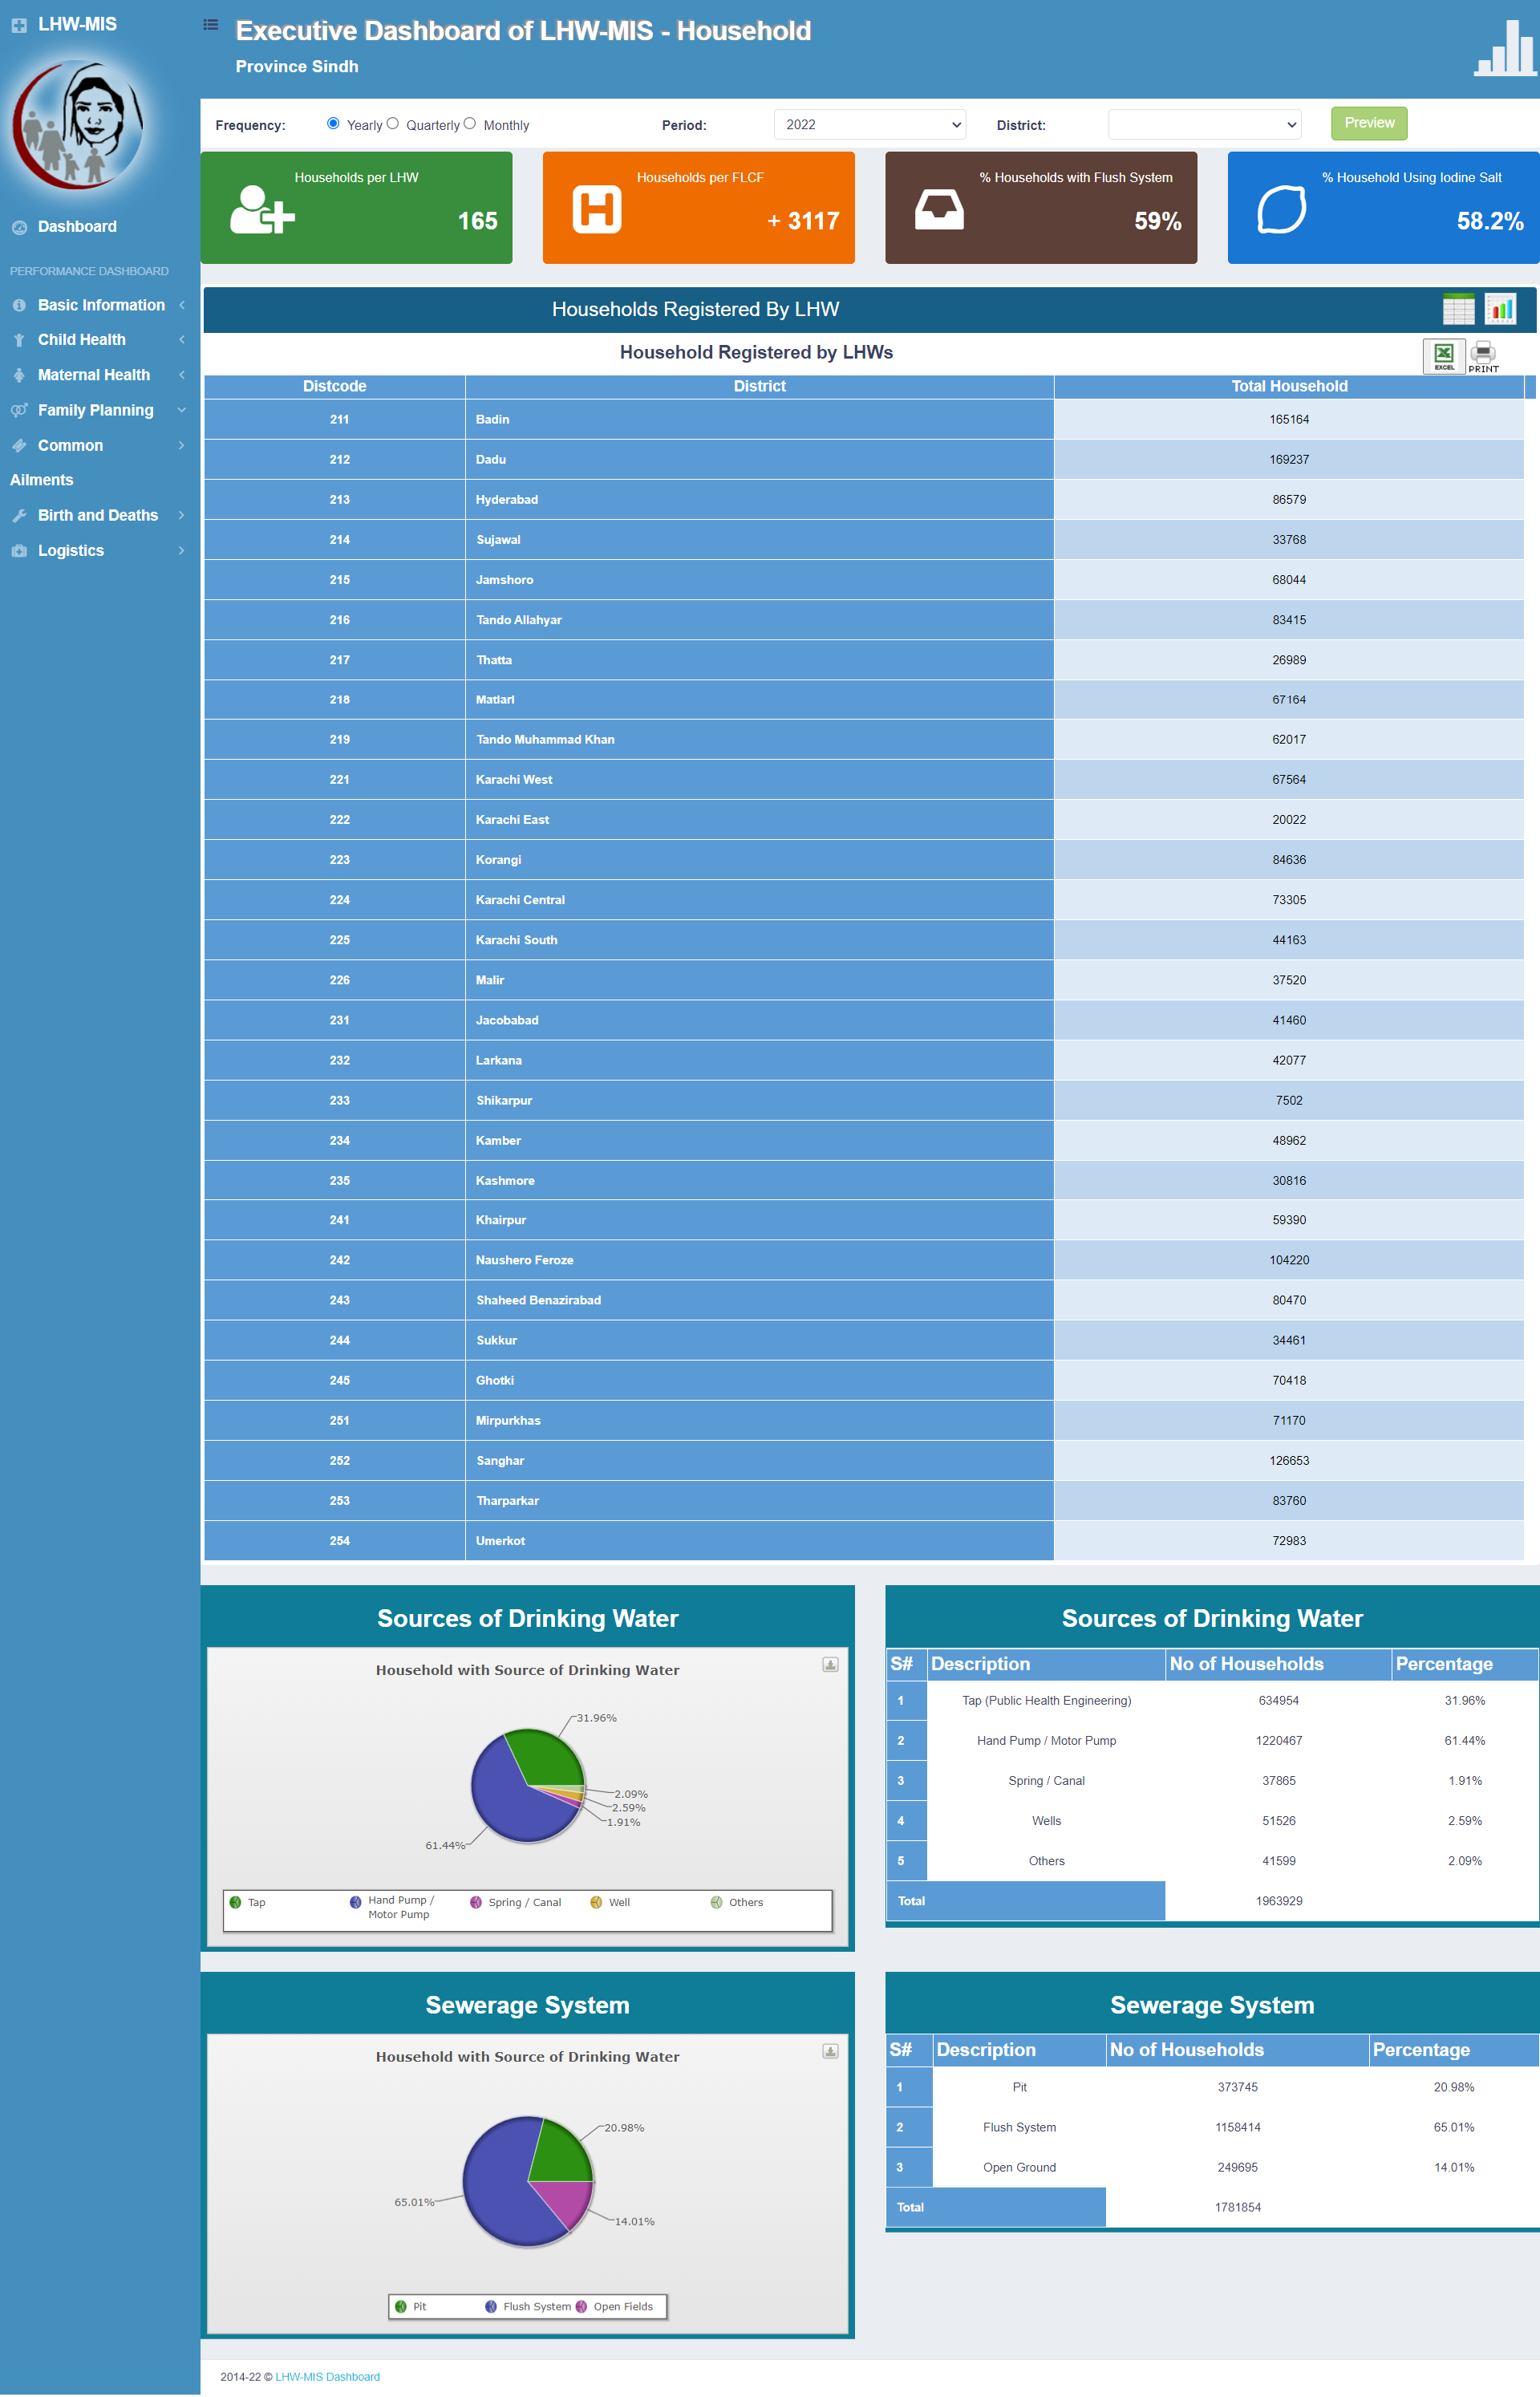 LHW-MIS
Executive Dashboard of LHW-MIS - Household
Province Sindh
Dashboard
PERFORMANCE DASHBOARD
Basic Information
Child Health
Maternal Health
Family Planning
Common
Ailments
Birth and Deaths
Logistics
Frequency: Yearly Quarterly Monthly Period: 2022 District: Preview
Households per LHW
165
Households per FLCF
+ 3117
% Households with Flush System
59%
% Household Using Iodine Salt
58.2%
Households Registered By LHW
Household Registered by LHWs
EXCEL PRINT
Distcode District Total Household
211 Badin 165164
212 Dadu 169237
213 Hyderabad 86579
214 Sujawal 33768
215 Jamshoro 68044
216 Tando Allahyar 83415
217 Thatta 26989
218 Matiari 67164
219 Tando Muhammad Khan 62017
221 Karachi West 67564
222 Karachi East 20022
223 Korangi 84636
224 Karachi Central 73305
225 Karachi South 44163
226 Malir 37520
231 Jacobabad 41460
232 Larkana 42077
233 Shikarpur 7502
234 Kamber 48962
235 Kashmore 30816
241 Khairpur 59390
242 Naushero Feroze 104220
243 Shaheed Benazirabad 80470
244 Sukkur 34461
245 Ghotki 70418
251 Mirpurkhas 71170
252 Sanghar 126653
253 Tharparkar 83760
254 Umerkot 72983
Sources of Drinking Water
Household with Source of Drinking Water
31.96%
2.09%
2.59%
1.91%
61.44%
Tap Hand Pump / Spring / Canal Well Others
Motor Pump
Sources of Drinking Water
S# Description No of Households Percentage
1 Tap (Public Health Engineering) 634954 31.96%
2 Hand Pump / Motor Pump 1220467 61.44%
3 Spring / Canal 37865 1.91%
4 Wells 51526 2.59%
5 Others 41599 2.09%
Total 1963929
Sewerage System
Household with Source of Drinking Water
20.98%
65.01%
14.01%
Pit Flush System Open Fields
Sewerage System
S# Description No of Households Percentage
1 Pit 373745 20.98%
2 Flush System 1158414 65.01%
3 Open Ground 249695 14.01%
Total 1781854
2014-22 © LHW-MIS Dashboard